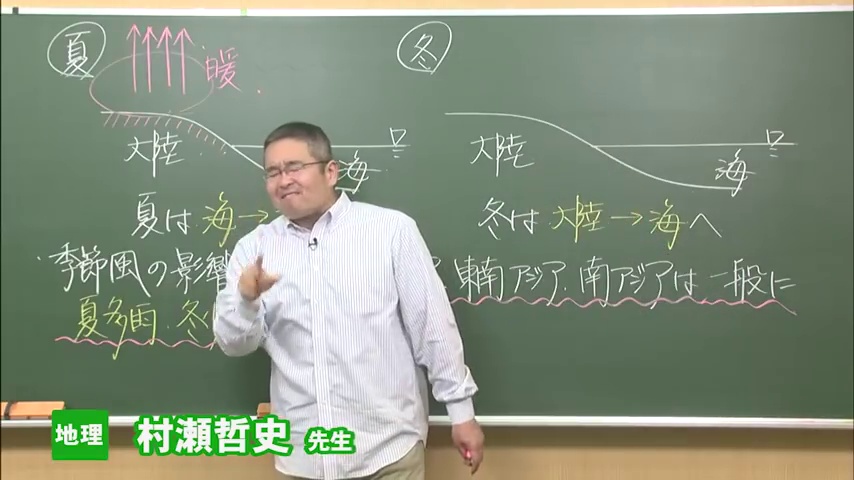 夏
暖.
大陸
海
夏は 海→
季節風の影響
夏多雨.冬
冬
大陸
海
冬は 大陸→海へ
東南アジア.南アジアは 一般に
地理
村瀬哲史 先生